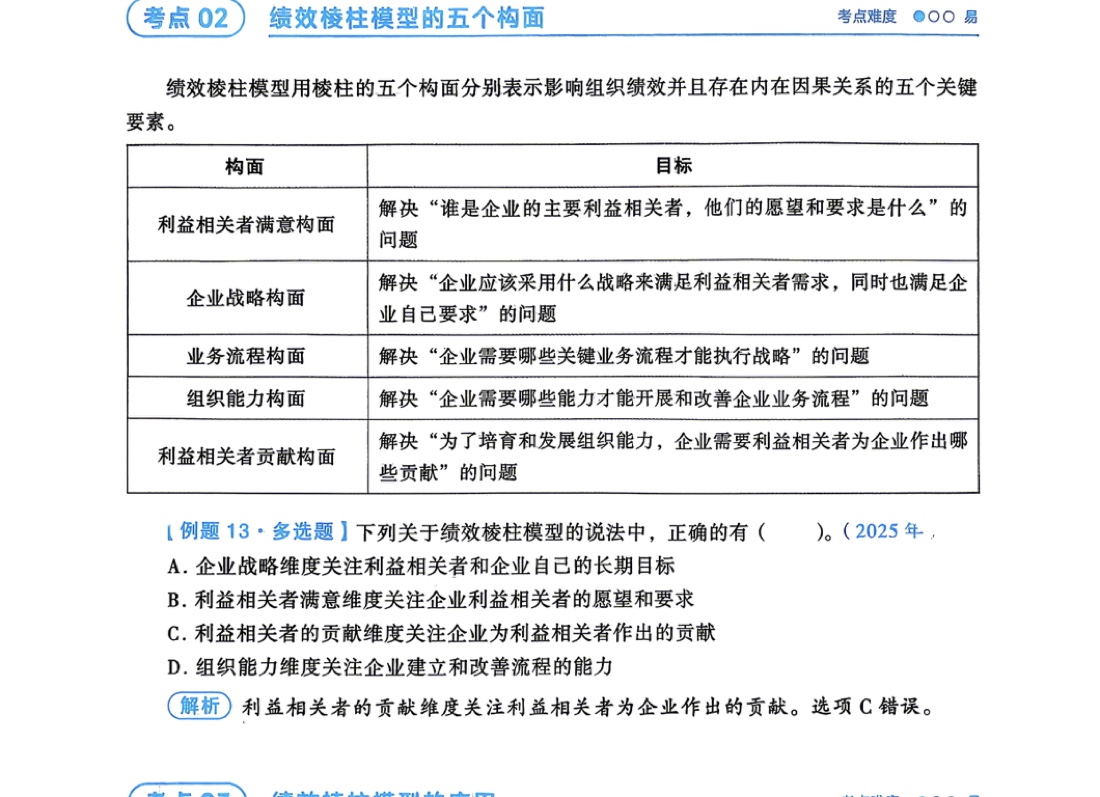 考点 02 绩效棱柱模型的五个构面 考点难度 易
绩效棱柱模型用棱柱的五个构面分别表示影响组织绩效并且存在内在因果关系的五个关键
要素。
构面 目标
利益相关者满意构面 解决“谁是企业的主要利益相关者，他们的愿望和要求是什么”的
问题
企业战略构面 解决“企业应该采用什么战略来满足利益相关者需求，同时也满足企
业自己要求”的问题
业务流程构面 解决“企业需要哪些关键业务流程才能执行战略”的问题
组织能力构面 解决“企业需要哪些能力才能开展和改善企业业务流程”的问题
利益相关者贡献构面 解决“为了培育和发展组织能力，企业需要利益相关者为企业作出哪
些贡献”的问题
【例题 13·多选题】下列关于绩效棱柱模型的说法中，正确的有（　　）。（2025 年
A. 企业战略维度关注利益相关者和企业自己的长期目标
B. 利益相关者满意维度关注企业利益相关者的愿望和要求
C. 利益相关者的贡献维度关注企业为利益相关者作出的贡献
D. 组织能力维度关注企业建立和改善流程的能力
解析 利益相关者的贡献维度关注利益相关者为企业作出的贡献。选项 C 错误。